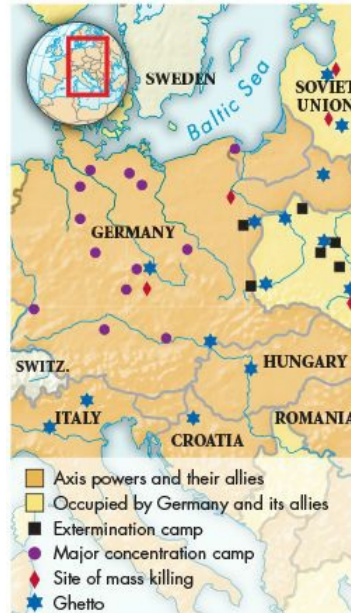 SWEDEN
Baltic Sea
SOVIET
UNION
GERMANY
SWITZ.
HUNGARY
ITALY
CROATIA
ROMANIA
Axis powers and their allies
Occupied by Germany and its allies
Extermination camp
Major concentration camp
Site of mass killing
Ghetto